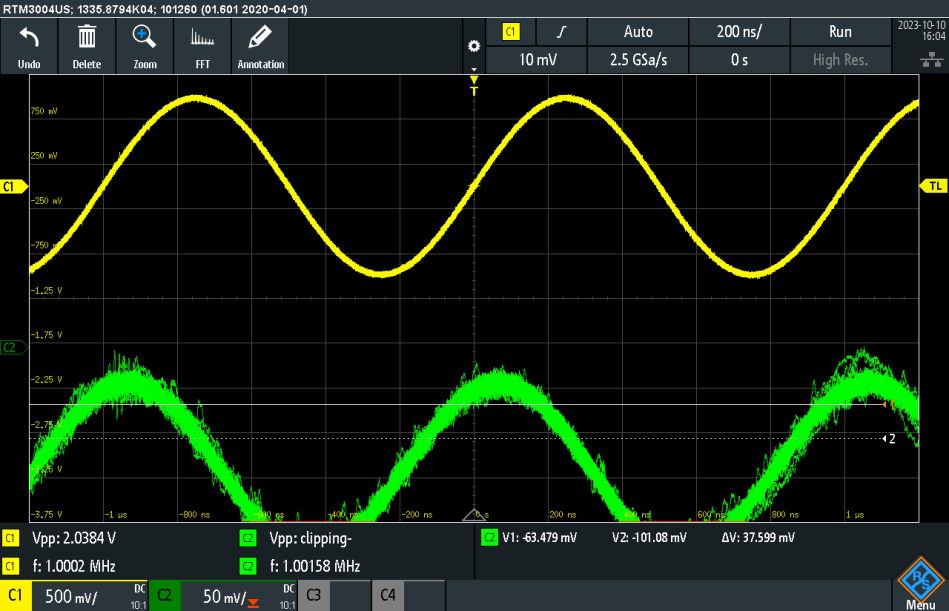 RTM3004US; 1335.8794K04; 101260 (01.601 2020-04-01)
Undo Delete Zoom FFT Annotation
C1 Auto 200 ns/ Run
10 mV 2.5 GSa/s 0 s High Res.
2023-10-10
16:04
T
750 mV
250 mV
C1 TL
-250 mV
-750 mV
-1.25 V
-1.75 V
C2
-2.25 V
-2.75 V
2
-3.25 V
-3.75 V -1 µs -800 ns -600 ns -400 ns -200 ns 0 s 200 ns 400 ns 600 ns 800 ns 1 µs
C1 Vpp: 2.0384 V C2 Vpp: clipping- C2 V1: -63.479 mV V2: -101.08 mV ΔV: 37.599 mV
C1 f: 1.0002 MHz C2 f: 1.00158 MHz
C1 500 mV/ DC 10:1 C2 50 mV/ DC 10:1 C3 C4
R&S
Menu